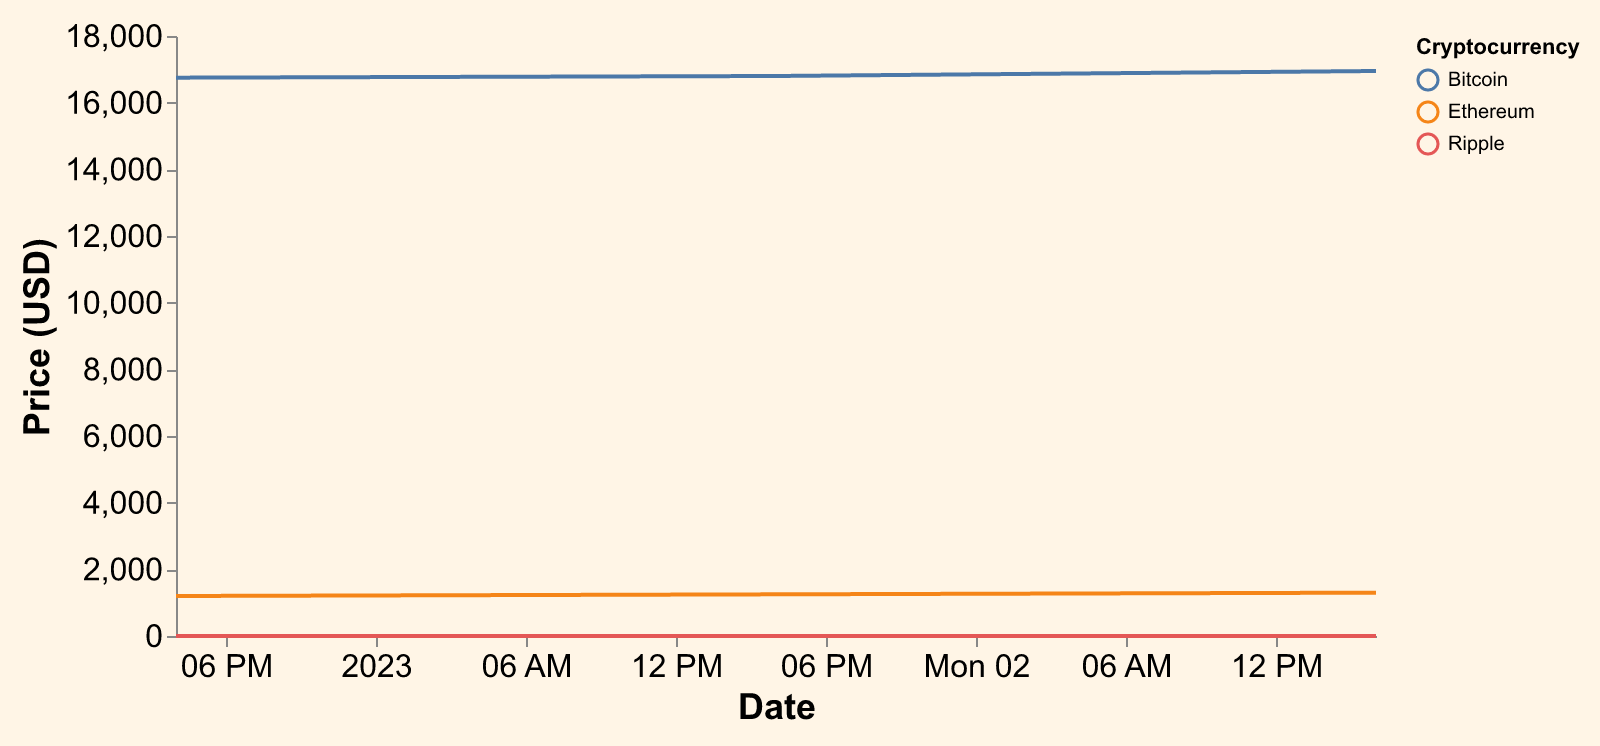 18,000
16,000
14,000
12,000
10,000
8,000
6,000
4,000
2,000
0
Price (USD)
06 PM 2023 06 AM 12 PM 06 PM Mon 02 06 AM 12 PM
Date
Cryptocurrency
Bitcoin
Ethereum
Ripple